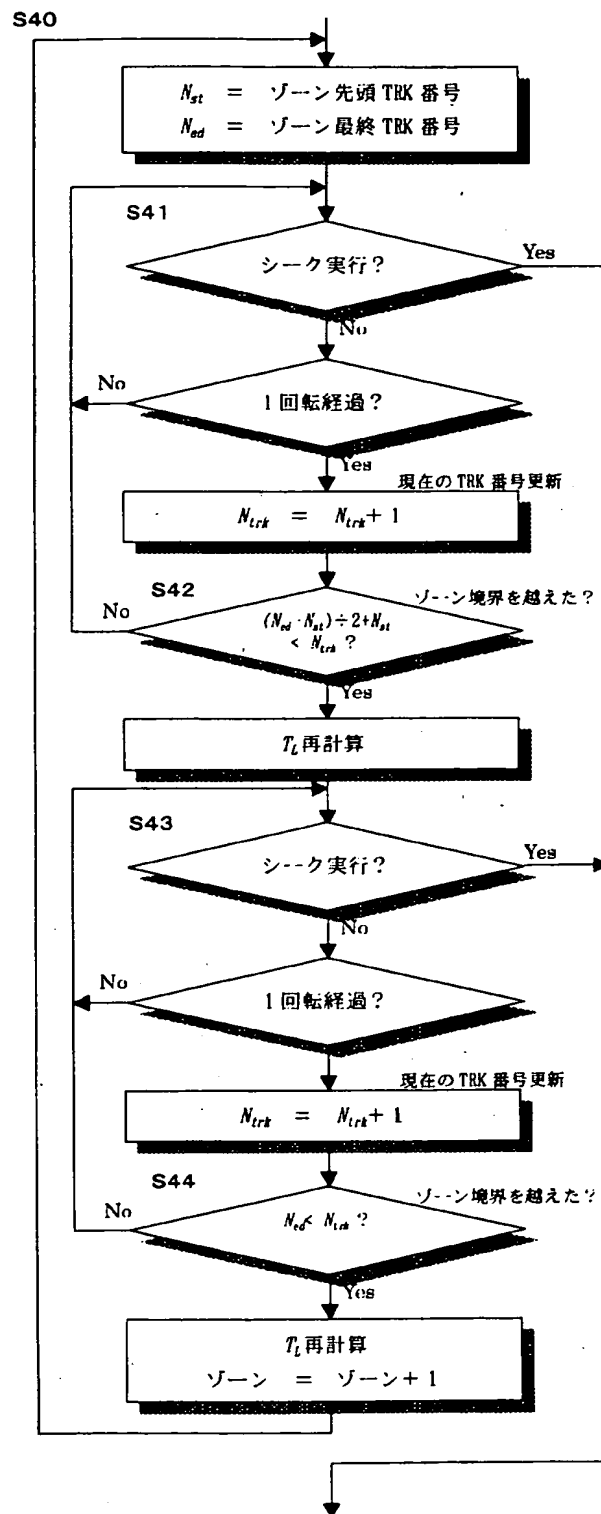 S40
N_st = ゾーン先頭 TRK 番号
N_ed = ゾーン最終 TRK 番号
S41
シーク実行?
Yes
No
1回転経過?
No
Yes
現在の TRK 番号更新
N_trk = N_trk + 1
S42
ゾーン境界を越えた?
No
(N_ed - N_st) ÷ 2 + N_st
< N_trk ?
Yes
T_L 再計算
S43
シーク実行?
Yes
No
1回転経過?
No
現在の TRK 番号更新
N_trk = N_trk + 1
S44
ゾーン境界を越えた?
No
N_ed < N_trk ?
Yes
T_L 再計算
ゾーン = ゾーン + 1